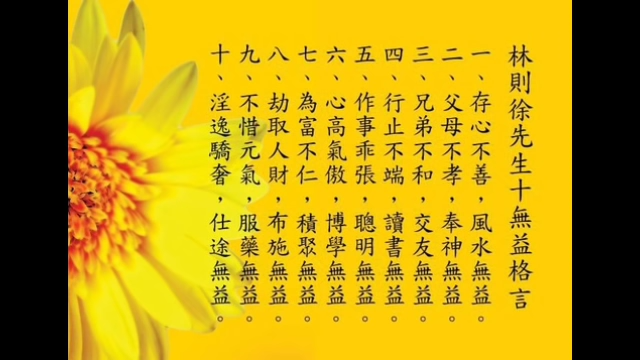 林則徐先生十無益格言
一、存心不善，風水無益。
二、父母不孝，奉神無益。
三、兄弟不和，交友無益。
四、行止不端，讀書無益。
五、作事乖張，聰明無益。
六、心高氣傲，博學無益。
七、為富不仁，積聚無益。
八、劫取人財，布施無益。
九、不惜元氣，服藥無益。
十、淫逸驕奢，仕途無益。